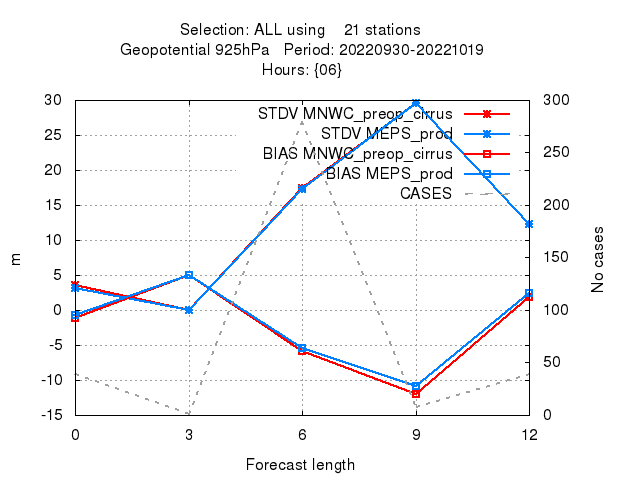 Selection: ALL using    21 stations
Geopotential 925hPa   Period: 20220930-20221019
Hours: {06}
30 300
STDV MNWC_preop_cirrus
25 250
STDV MEPS_prod
BIAS MNWC_preop_cirrus
20 200
BIAS MEPS_prod
CASES
15 150
10 100
5 50
0 0
-5
-10
-15
m
No cases
0 3 6 9 12
Forecast length